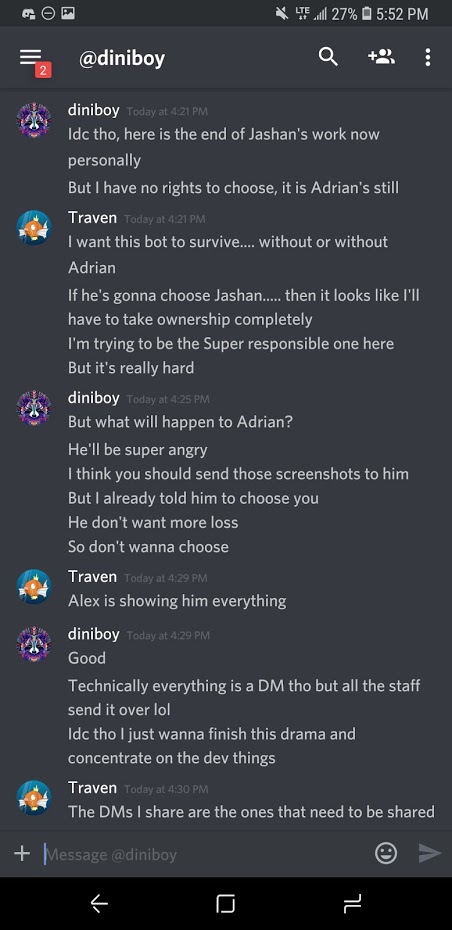 LTE 27% 5:52 PM
2 @diniboy
diniboy Today at 4:21 PM
Idc tho, here is the end of Jashan's work now
personally
But I have no rights to choose, it is Adrian's still
Traven Today at 4:21 PM
I want this bot to survive.... without or without
Adrian
If he's gonna choose Jashan..... then it looks like I'll
have to take ownership completely
I'm trying to be the Super responsible one here
But it's really hard
diniboy Today at 4:25 PM
But what will happen to Adrian?
He'll be super angry
I think you should send those screenshots to him
But I already told him to choose you
He don't want more loss
So don't wanna choose
Traven Today at 4:29 PM
Alex is showing him everything
diniboy Today at 4:29 PM
Good
Technically everything is a DM tho but all the staff
send it over lol
Idc tho I just wanna finish this drama and
concentrate on the dev things
Traven Today at 4:30 PM
The DMs I share are the ones that need to be shared
Message @diniboy